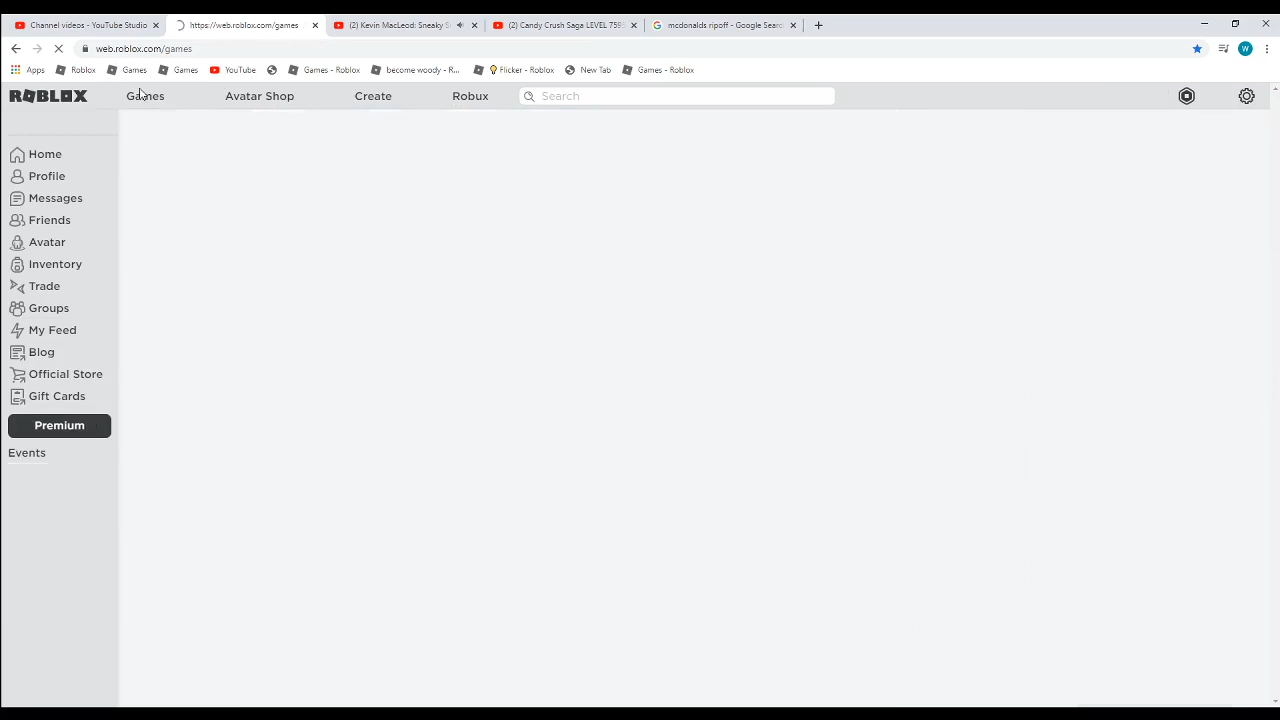 Channel videos - YouTube Studio
https://web.roblox.com/games
(2) Kevin MacLeod: Sneaky S
(2) Candy Crush Saga LEVEL 759
mcdonalds ripoff - Google Searc
web.roblox.com/games
W
Apps
Roblox
Games
Games
YouTube
Games - Roblox
become woody - R...
Flicker - Roblox
New Tab
Games - Roblox
ROBLOX
Games
Avatar Shop
Create
Robux
Search
Home
Profile
Messages
Friends
Avatar
Inventory
Trade
Groups
My Feed
Blog
Official Store
Gift Cards
Premium
Events